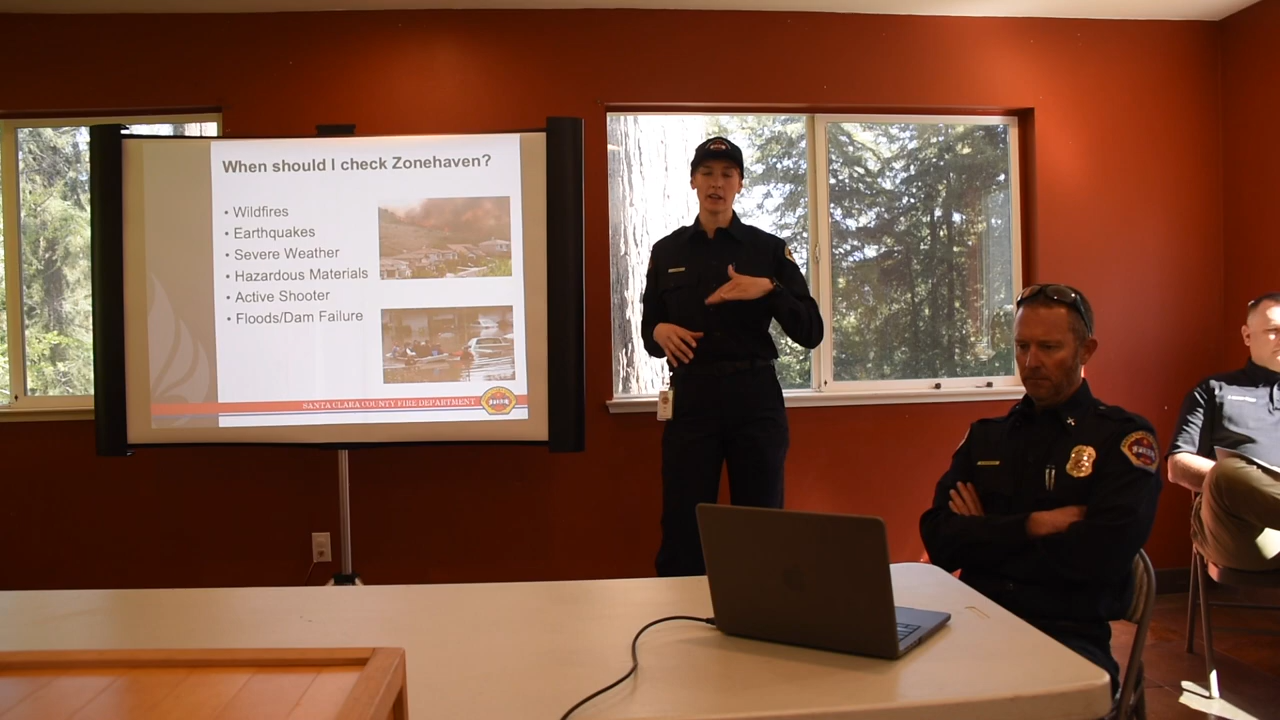 When should I check Zonehaven?
• Wildfires
• Earthquakes
• Severe Weather
• Hazardous Materials
• Active Shooter
• Floods/Dam Failure
SANTA CLARA COUNTY FIRE DEPARTMENT